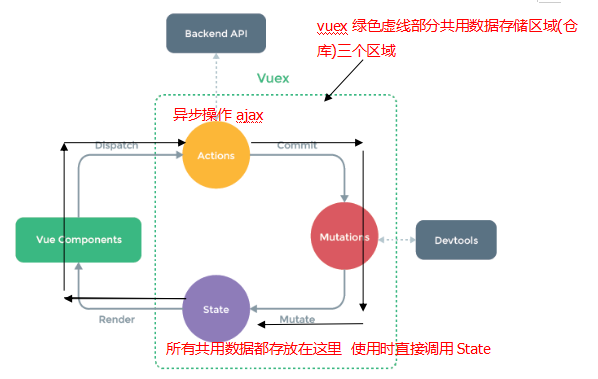 vuex 绿色虚线部分共用数据存储区域(仓
库)三个区域
Backend API
Vuex
异步操作 ajax
Dispatch
Actions
Commit
Vue Components
Mutations
Devtools
State
Render
Mutate
所有共用数据都存放在这里 使用时直接调用 State